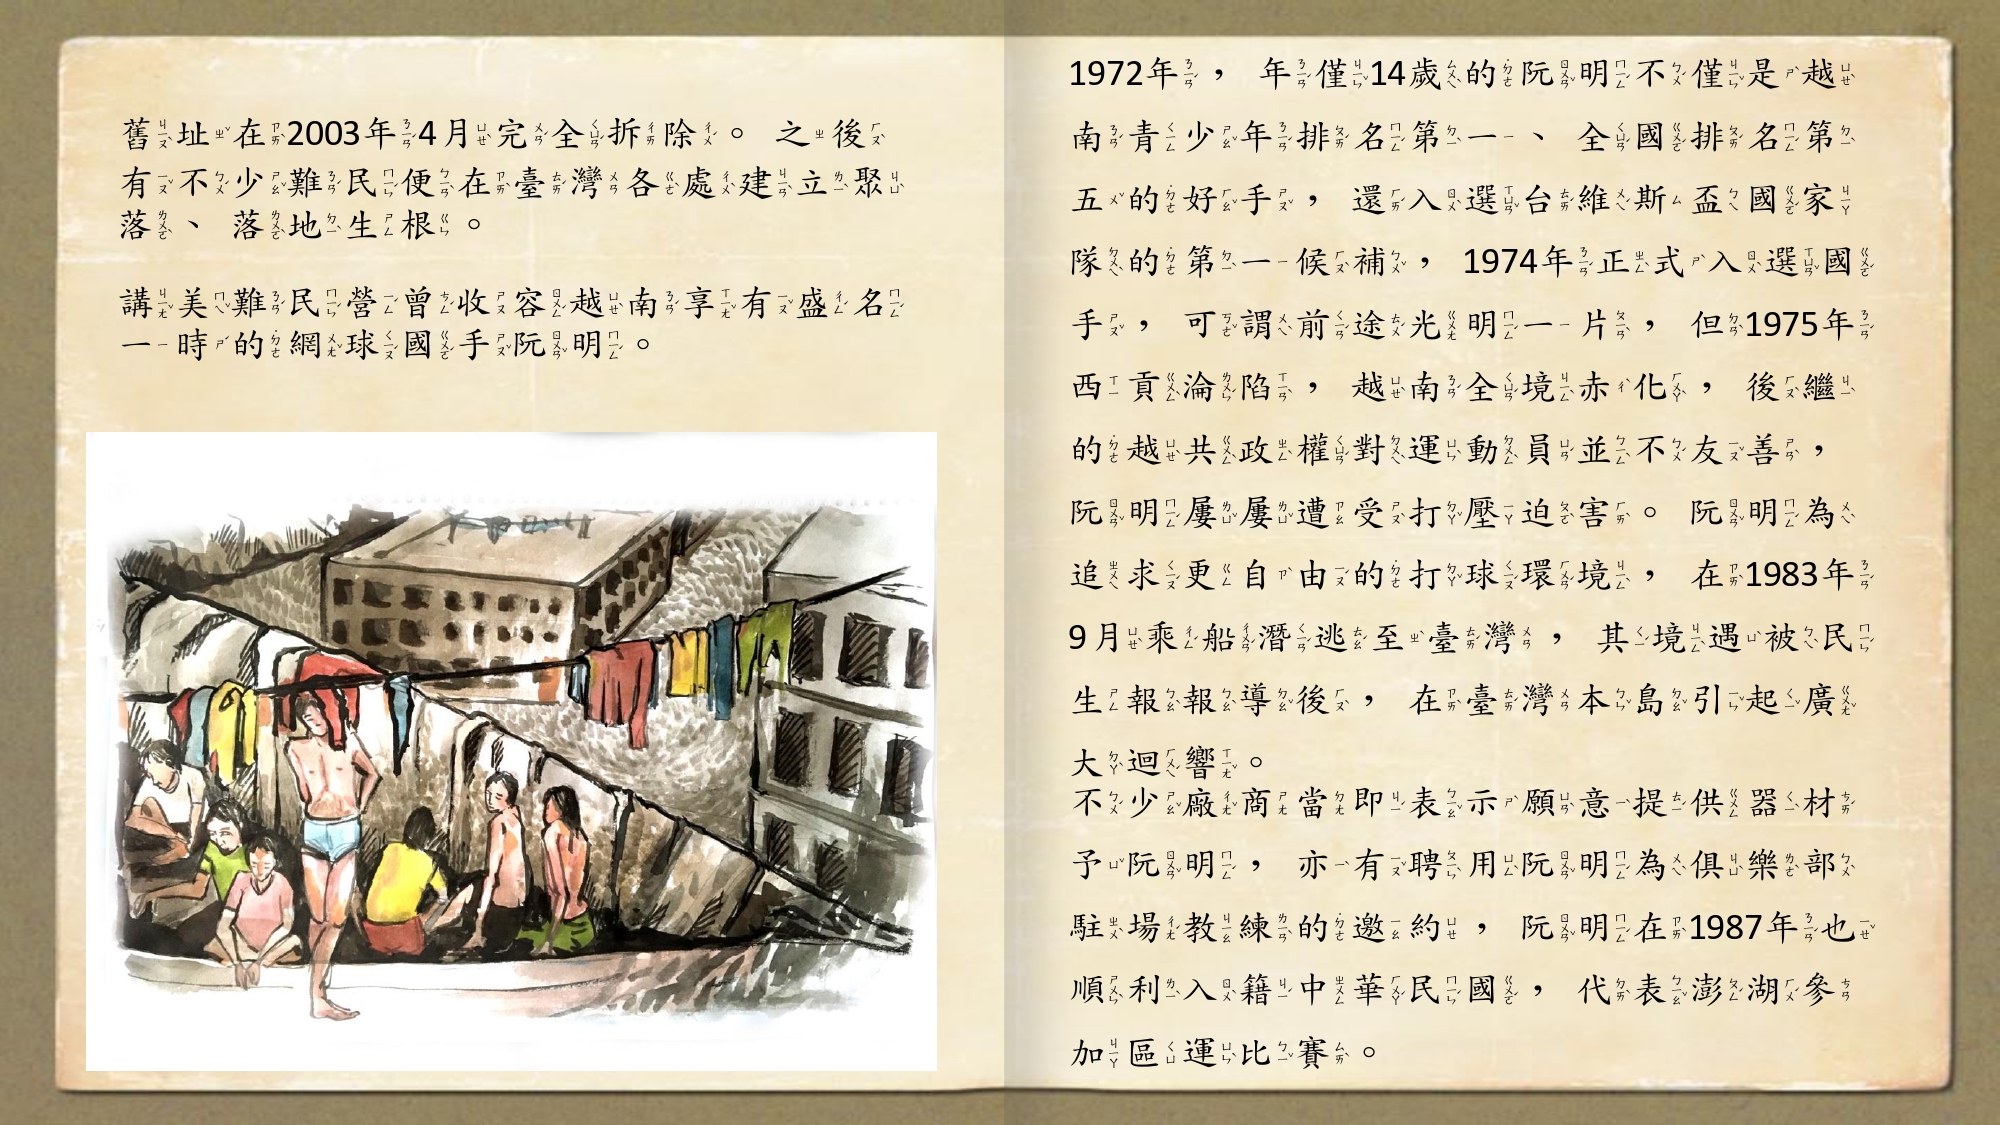 舊址在2003年4月完全拆除。 之後
有不少難民便在臺灣各處建立聚
落、 落地生根。
講美難民營曾收容越南享有盛名
一時的網球國手阮明。
1972年， 年僅14歲的阮明不僅是越
南青少年排名第一、 全國排名第
五的好手， 還入選台維斯盃國家
隊的第一候補， 1974年正式入選國
手， 可謂前途光明一片， 但1975年
西貢淪陷， 越南全境赤化， 後繼
的越共政權對運動員並不友善，
阮明屢屢遭受打壓迫害。 阮明為
追求更自由的打球環境， 在1983年
9月乘船潛逃至臺灣， 其境遇被民
生報報導後， 在臺灣本島引起廣
大迴響。
不少廠商當即表示願意提供器材
予阮明， 亦有聘用阮明為俱樂部
駐場教練的邀約， 阮明在1987年也
順利入籍中華民國， 代表澎湖參
加區運比賽。